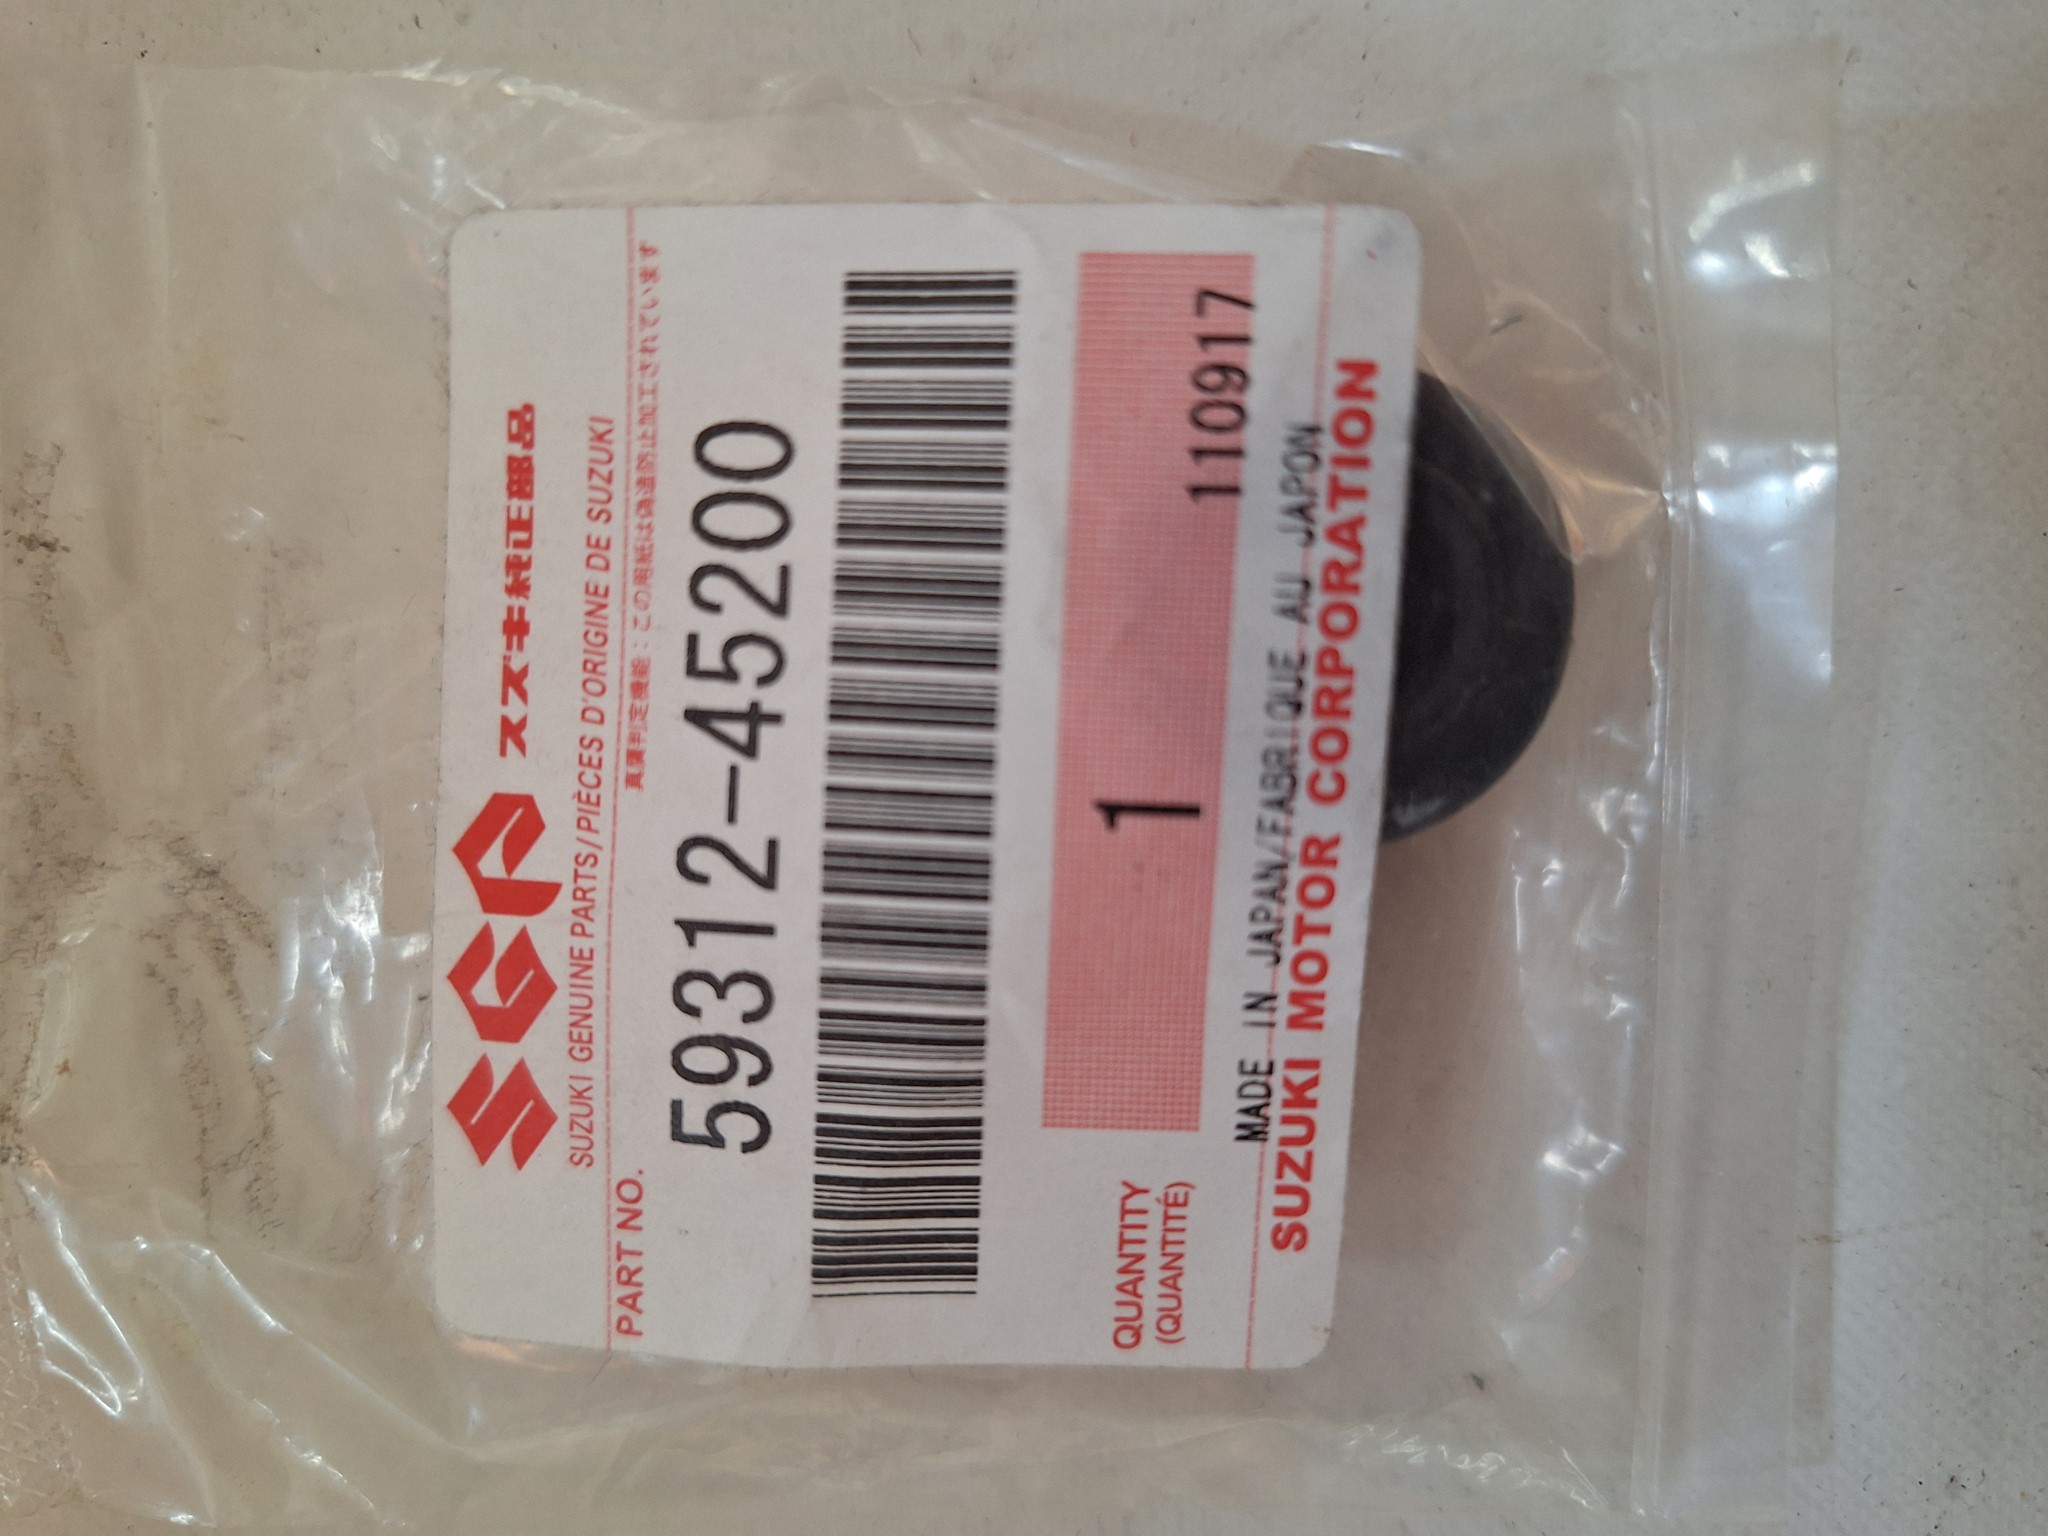 SGP スズキ純正部品
SUZUKI GENUINE PARTS/PIÈCES D'ORIGINE DE SUZUKI
真贋判定機能：この用紙は偽造防止加工されています
PART NO.
59312-45200
QUANTITY
(QUANTITÉ)
1
110917
MADE IN JAPAN/FABRIQUE AU JAPON
SUZUKI MOTOR CORPORATION